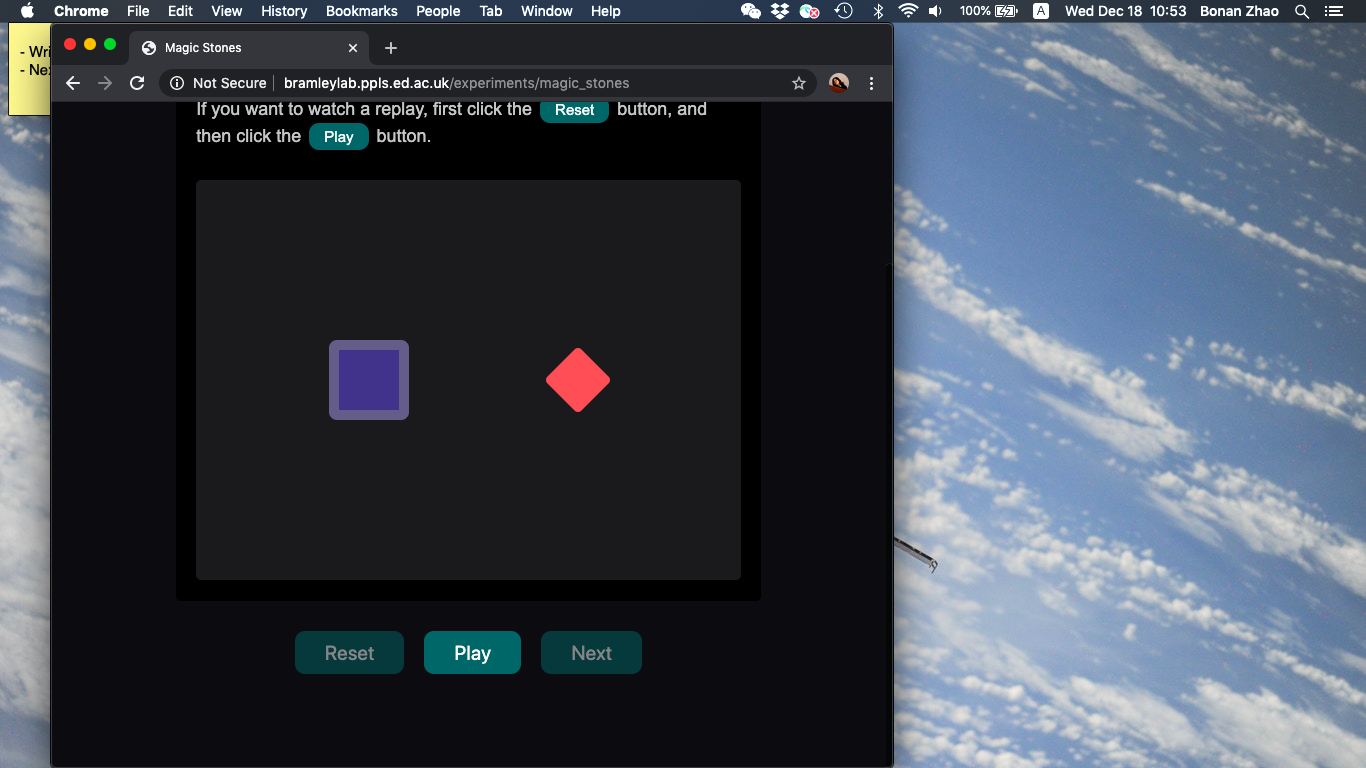 Chrome File Edit View History Bookmarks People Tab Window Help 100% A Wed Dec 18 10:53 Bonan Zhao
Magic Stones
Not Secure bramleylab.ppls.ed.ac.uk/experiments/magic_stones
If you want to watch a replay, first click the Reset button, and
then click the Play button.
Reset Play Next